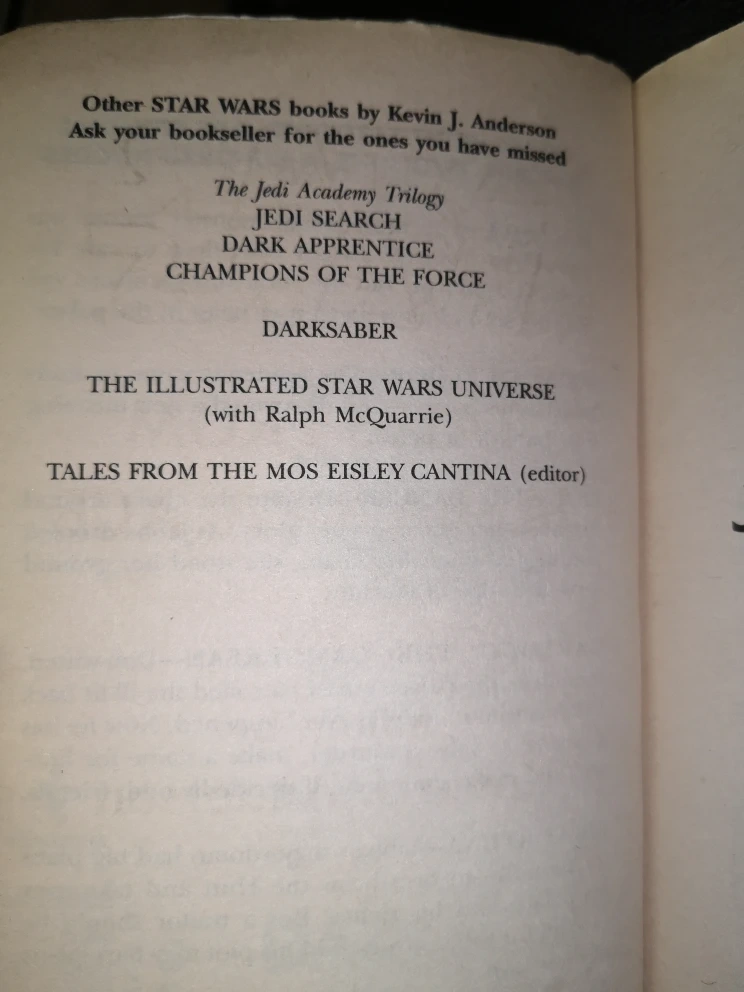 Other STAR WARS books by Kevin J. Anderson
Ask your bookseller for the ones you have missed
The Jedi Academy Trilogy
JEDI SEARCH
DARK APPRENTICE
CHAMPIONS OF THE FORCE
DARKSABER
THE ILLUSTRATED STAR WARS UNIVERSE
(with Ralph McQuarrie)
TALES FROM THE MOS EISLEY CANTINA (editor)